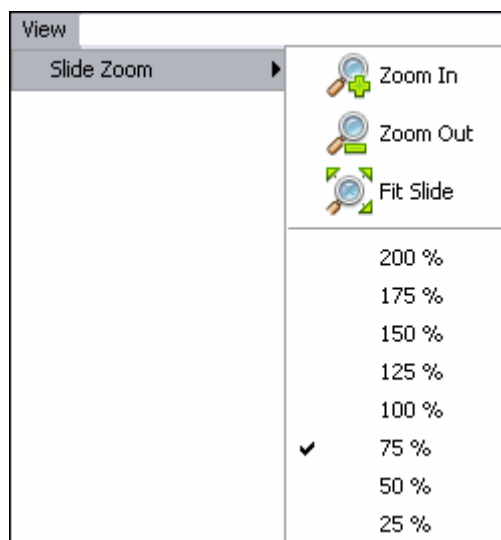 View
Slide Zoom
Zoom In
Zoom Out
Fit Slide
200 %
175 %
150 %
125 %
100 %
75 %
50 %
25 %